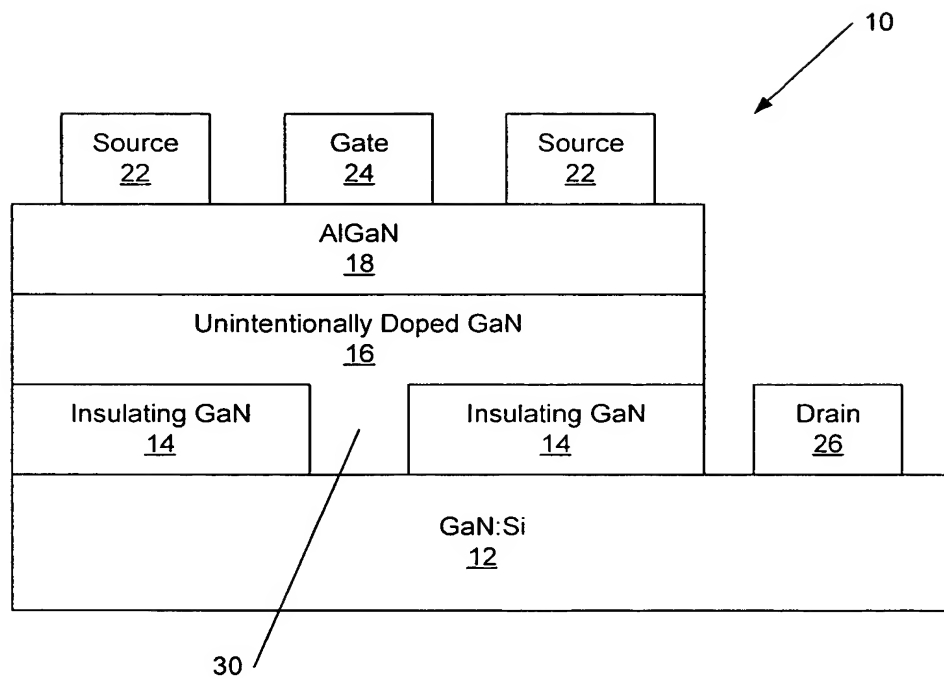 10
Source
22
Gate
24
Source
22
AlGaN
18
Unintentionally Doped GaN
16
Insulating GaN
14
Insulating GaN
14
Drain
26
GaN:Si
12
30